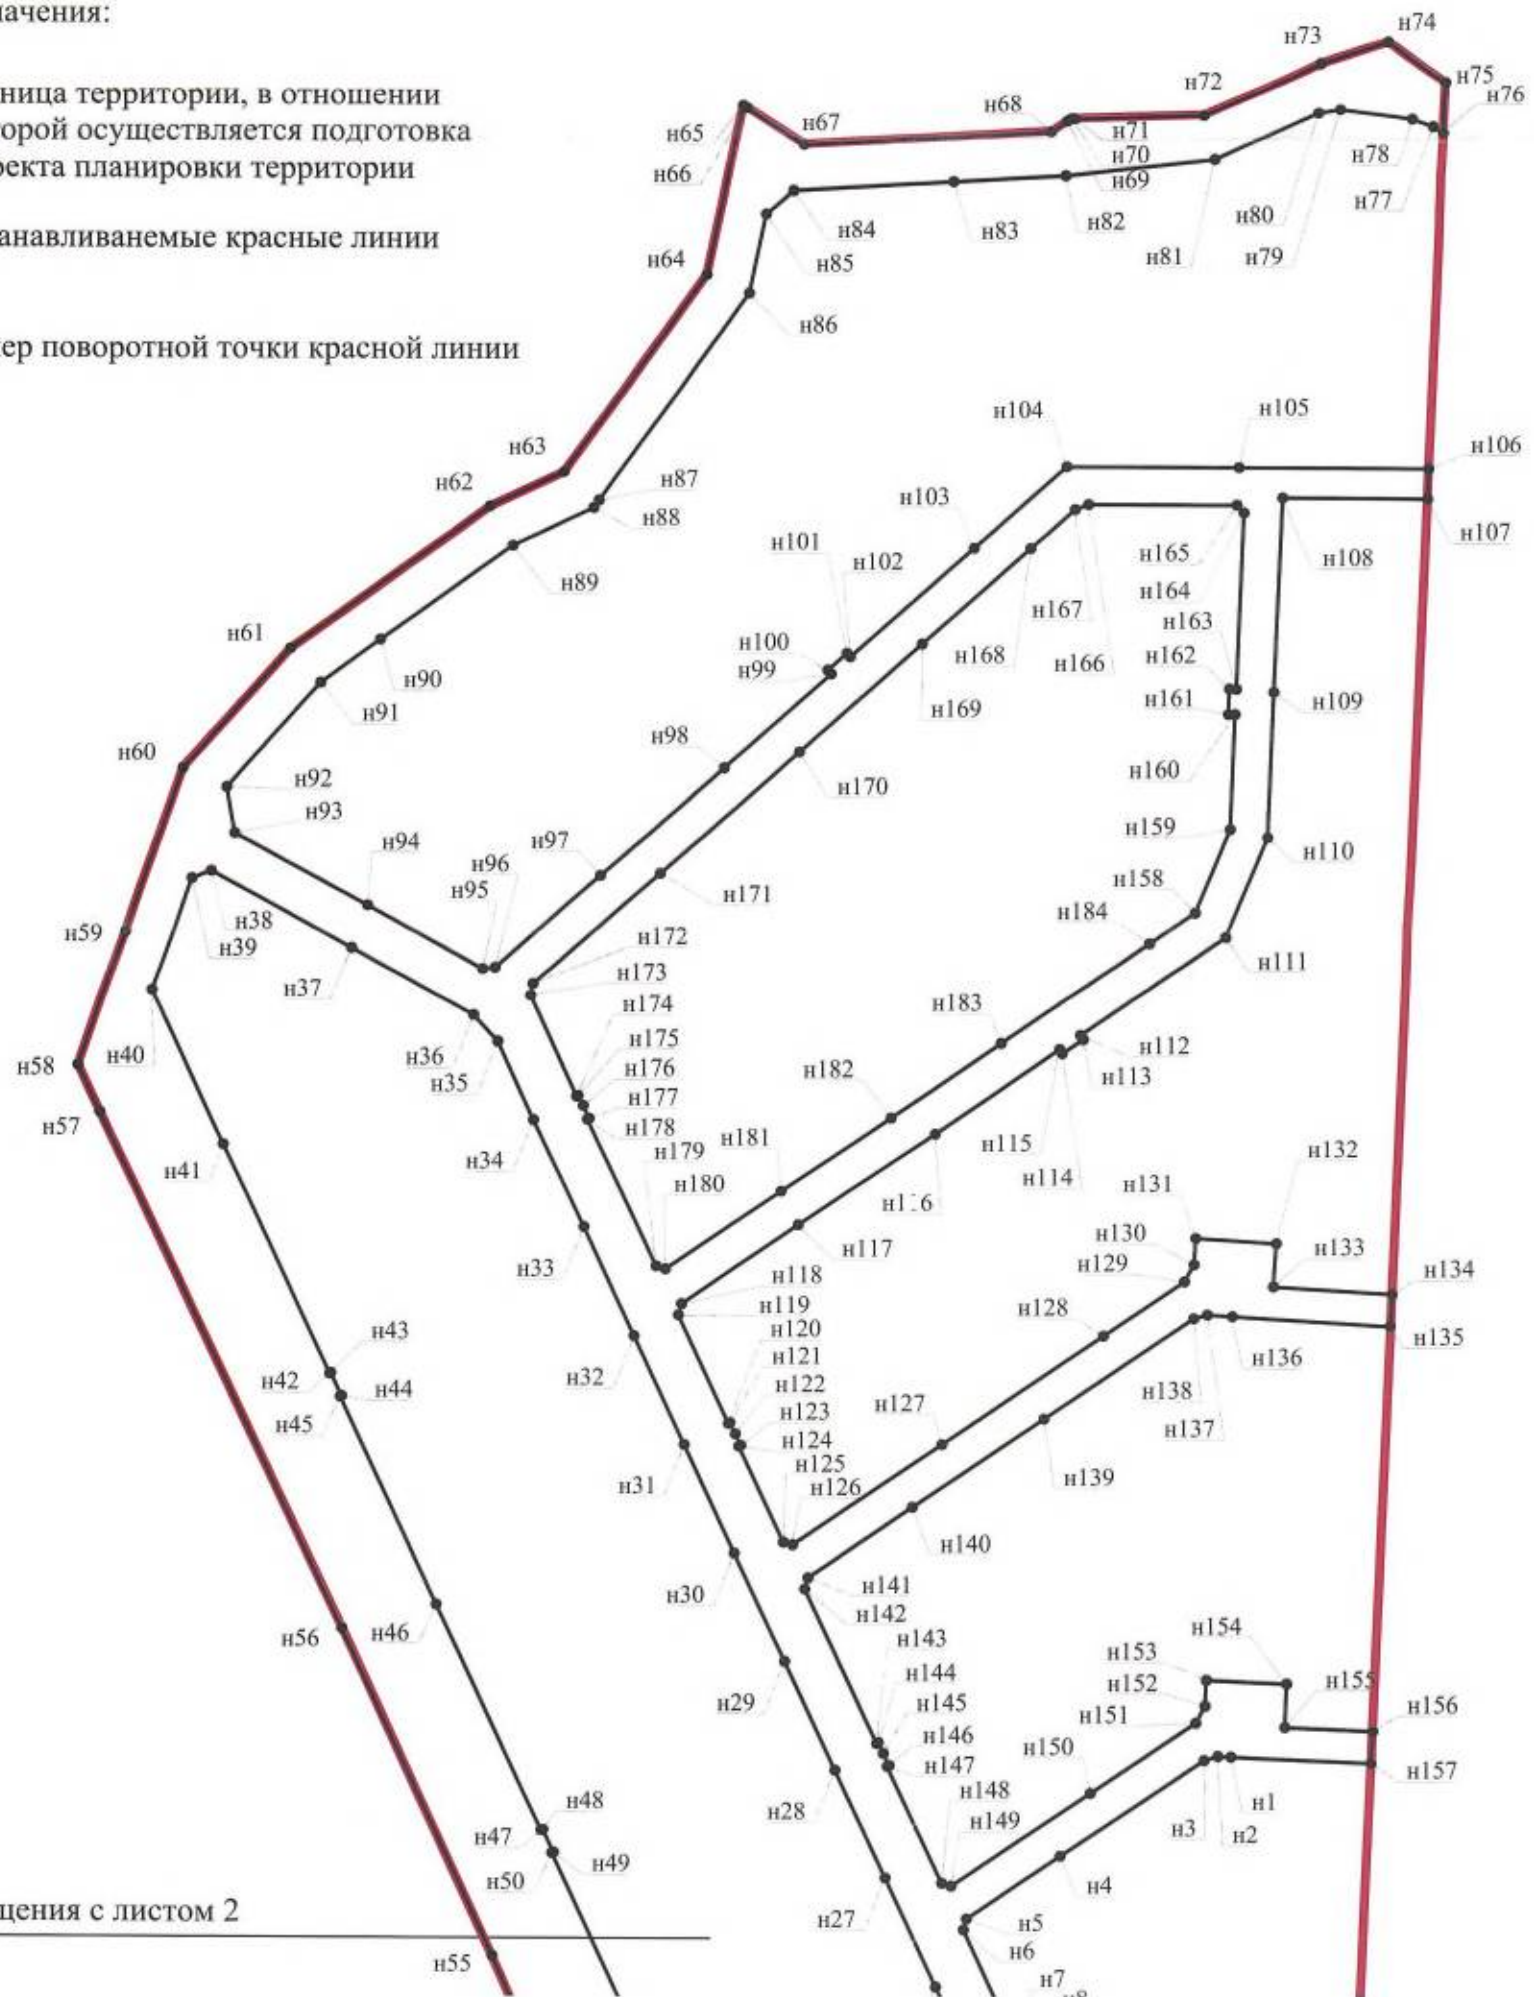 начения:
ница территории, в отношении
торой осуществляется подготовка
екта планировки территории
анавливанемые красные линии
ер поворотной точки красной линии
н74
н73
н75
н72
н76
н65
н67
н68
н71
н66
н70
н69
н78
н77
н84
н83
н82
н80
н81
н79
н64
н85
н86
н104
н105
н106
н63
н62
н87
н88
н103
н107
н101
н102
н165
н108
н89
н164
н167
н163
н61
н100
н99
н168
н166
н162
н90
н91
н169
н161
н109
н60
н98
н170
н160
н92
н93
н94
н97
н159
н110
н96
н95
н171
н158
н184
н59
н38
н39
н172
н37
н173
н111
н174
н183
н175
н112
н36
н40
н58
н176
н182
н113
н35
н177
н57
н178
н181
н115
н34
н41
н179
н180
н114
н132
н131
н117
н130
н133
н33
н118
н129
н134
н119
н128
н43
н120
н135
н121
н136
н42
н44
н32
н122
н138
н45
н127
н123
н137
н124
н125
н139
н31
н126
н140
н30
н141
н142
н56
н46
н143
н154
н153
н144
н152
н155
н29
н145
н151
н156
н146
н150
н147
н157
н48
н28
н148
н1
н47
н149
н3
н2
н49
н50
н4
щения с листом 2
н27
н5
н6
н55
н7